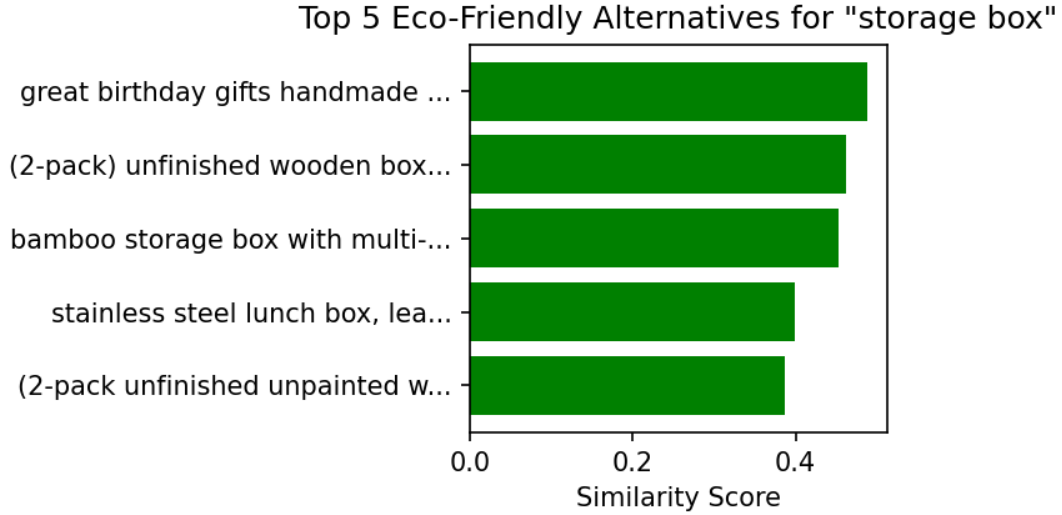 Top 5 Eco-Friendly Alternatives for "storage box"
great birthday gifts handmade ...
(2-pack) unfinished wooden box...
bamboo storage box with multi-...
stainless steel lunch box, lea...
(2-pack unfinished unpainted w...
0.0 0.2 0.4
Similarity Score